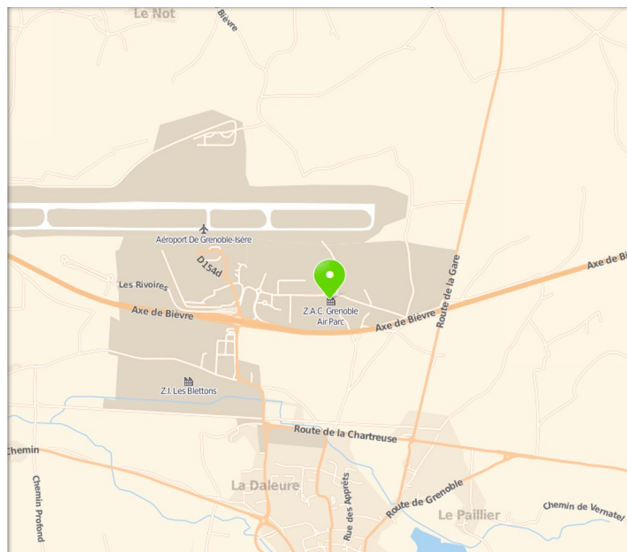 Le Not
Bièvre
Aéroport De Grenoble-Isère
D154d
Les Rivoires
Route de la Gare
Axe de Bièvre
Z.A.C. Grenoble
Air Parc
Axe de Bièvre
Axe de Biè
Z.I. Les Blettons
Route de la Chartreuse
Chemin
La Daleure
Chemin Profond
Rue des Apprêts
Route de Grenoble
Le Paillier
Chemin de Vernatel